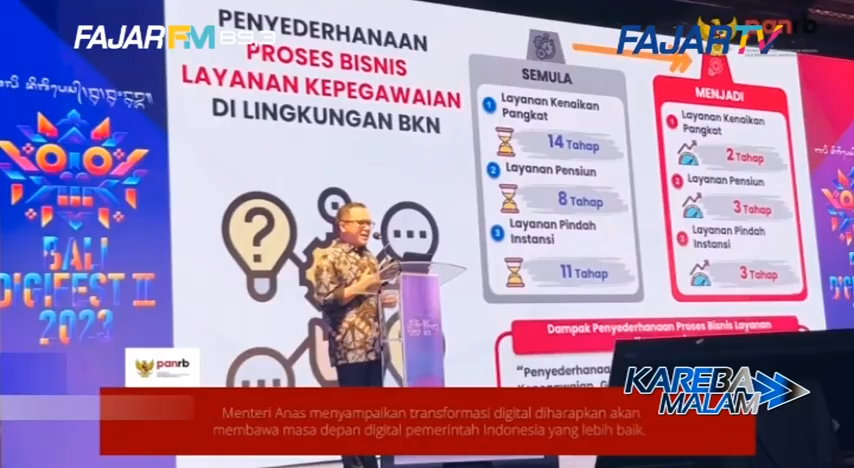 FAJAR FM 89.3
FAJAR TV
panrb
PENYEDERHANAAN
PROSES BISNIS
LAYANAN KEPEGAWAIAN
DI LINGKUNGAN BKN
SEMULA
1 Layanan Kenaikan
Pangkat
14 Tahap
2 Layanan Pensiun
8 Tahap
3 Layanan Pindah
Instansi
11 Tahap
MENJADI
1 Layanan Kenaikan
Pangkat
2 Tahap
2 Layanan Pensiun
3 Tahap
3 Layanan Pindah
Instansi
3 Tahap
Dampak Penyederhanaan Proses Bisnis Layanan
"Penyederhanaan
BALI
DIGIFEST II
2023
panrb
KAREBA
MALAM
Menteri Anas menyampaikan transformasi digital diharapkan akan
membawa masa depan digital pemerintah Indonesia yang lebih baik.